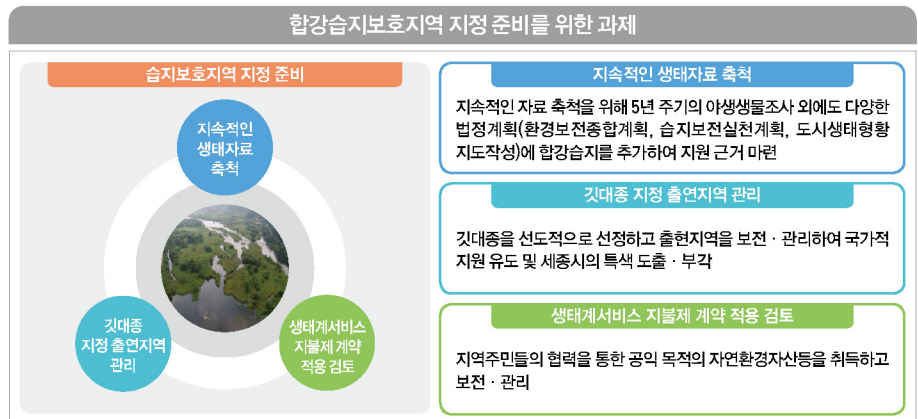 합강습지보호지역 지정 준비를 위한 과제
습지보호지역 지정 준비
지속적인
생태자료
축척
깃대종
지정 출연지역
관리
생태계서비스
지불제 계약
적용 검토
지속적인 생태자료 축척
지속적인 자료 축척을 위해 5년 주기의 야생생물조사 외에도 다양한
법정계획(환경보전종합계획, 습지보전실천계획, 도시생태형황
지도작성)에 합강습지를 추가하여 지원 근거 마련
깃대종 지정 출연지역 관리
깃대종을 선도적으로 선정하고 출현지역을 보전 · 관리하여 국가적
지원 유도 및 세종시의 특색 도출 · 부각
생태계서비스 지불제 계약 적용 검토
지역주민들의 협력을 통한 공익 목적의 자연환경자산등을 취득하고
보전 · 관리